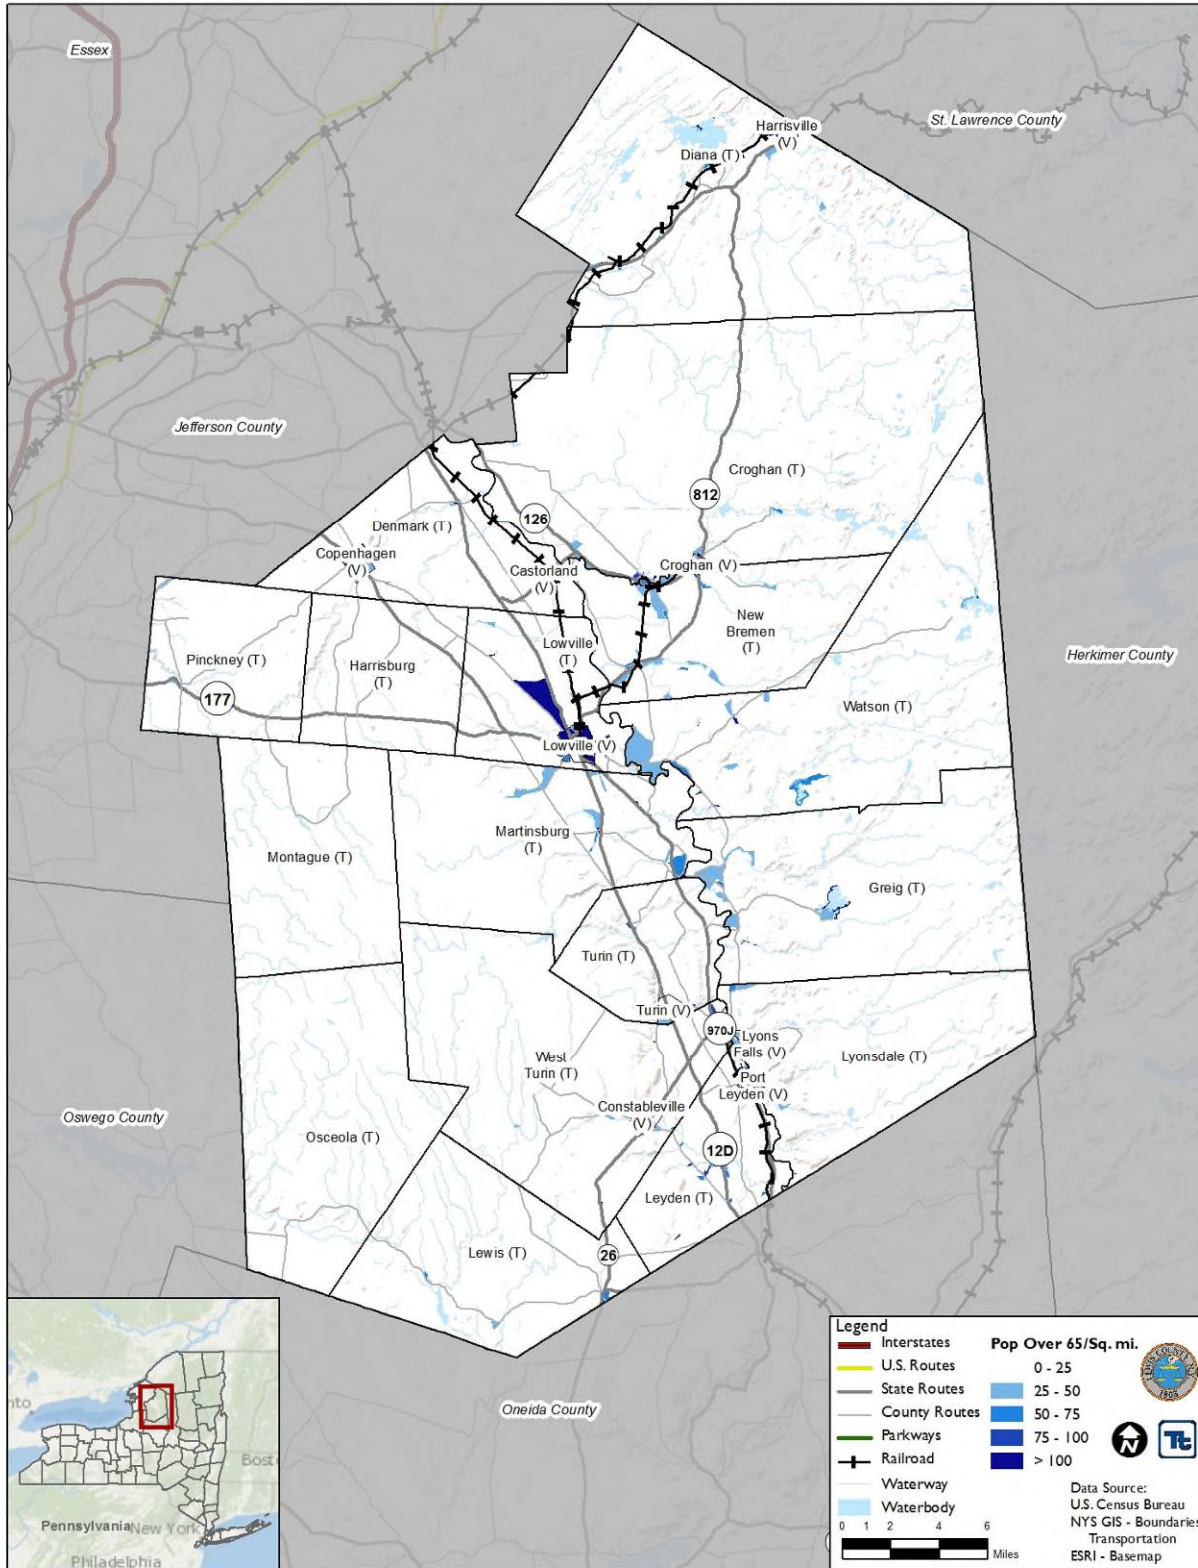 Essex
St. Lawrence County
Harrisville
(V)
Diana (T)
Jefferson County
Croghan (T)
812
126
Denmark (T)
Copenhagen
(V)
Castorland
(V)
Croghan (V)
New
Bremen
(T)
Lowville
(T)
Pinckney (T)
Harrisburg
(T)
Herkimer County
177
Watson (T)
Lowville (V)
Martinsburg
(T)
Montague (T)
Greig (T)
Turin (T)
Turin (V)
970J
Lyons
Falls (V)
Lyonsdale (T)
West
Turin (T)
Port
Leyden (V)
Constableville
(V)
Oswego County
Osceola (T)
12D
Leyden (T)
Lewis (T)
26
Oneida County
Pennsylvania
New York
Philadelphia
Legend
Interstates
U.S. Routes
State Routes
County Routes
Parkways
Railroad
Waterway
Waterbody
0 1 2 4 6
Miles
Pop Over 65/Sq. mi.
0 - 25
25 - 50
50 - 75
75 - 100
> 100
N
Tt
Data Source:
U.S. Census Bureau
NYS GIS - Boundaries
Transportation
ESRI - Basemap